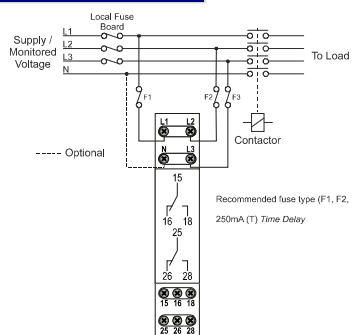 Local Fuse
Board
Supply /
Monitored
Voltage
L1
L2
L3
N
To Load
F1
F2
F3
Contactor
L1 L2
N L3
Optional
15
16 18
25
26 28
Recommended fuse type (F1, F2,
250mA (T) Time Delay
15 16 18
25 26 28